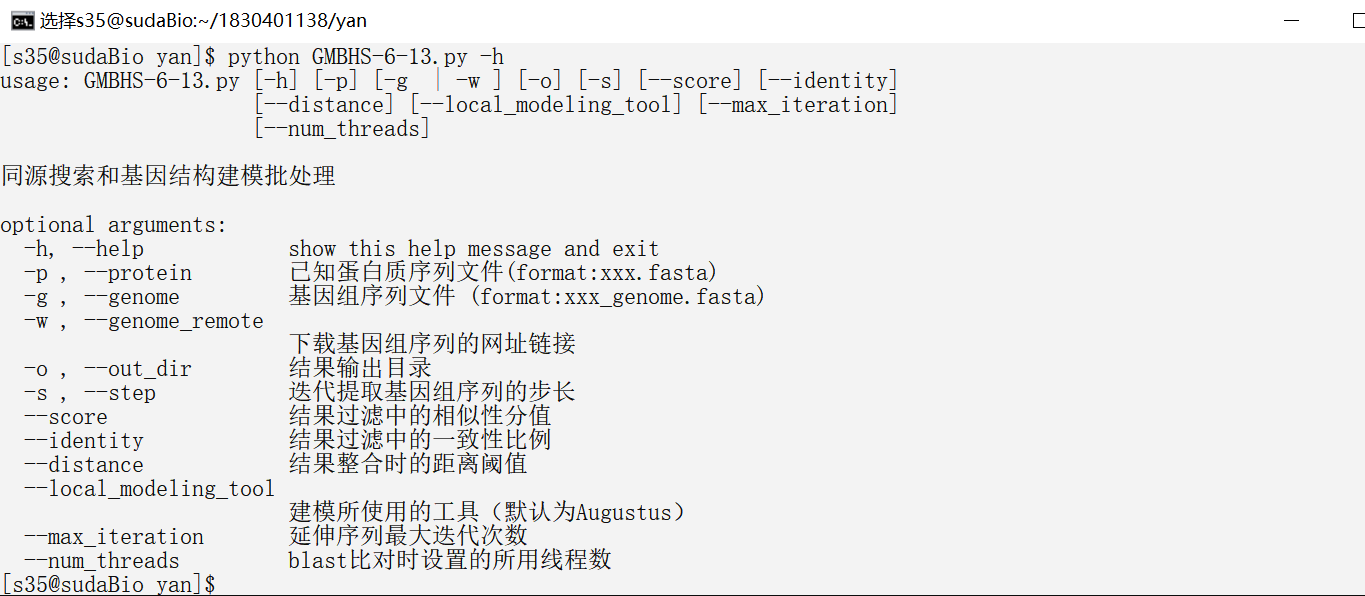 选择s35@sudaBio:~/1830401138/yan
[s35@sudaBio yan]$ python GMBHS-6-13.py -h
usage: GMBHS-6-13.py [-h] [-p] [-g  | -w ] [-o] [-s] [--score] [--identity]
                     [--distance] [--local_modeling_tool] [--max_iteration]
                     [--num_threads]
同源搜索和基因结构建模批处理
optional arguments:
  -h, --help            show this help message and exit
  -p , --protein        已知蛋白质序列文件(format:xxx.fasta)
  -g , --genome         基因组序列文件 (format:xxx_genome.fasta)
  -w , --genome_remote
                        下载基因组序列的网址链接
  -o , --out_dir        结果输出目录
  -s , --step           迭代提取基因组序列的步长
  --score               结果过滤中的相似性分值
  --identity            结果过滤中的一致性比例
  --distance            结果整合时的距离阈值
  --local_modeling_tool
                        建模所使用的工具（默认为Augustus）
  --max_iteration       延伸序列最大迭代次数
  --num_threads         blast比对时设置的所用线程数
[s35@sudaBio yan]$